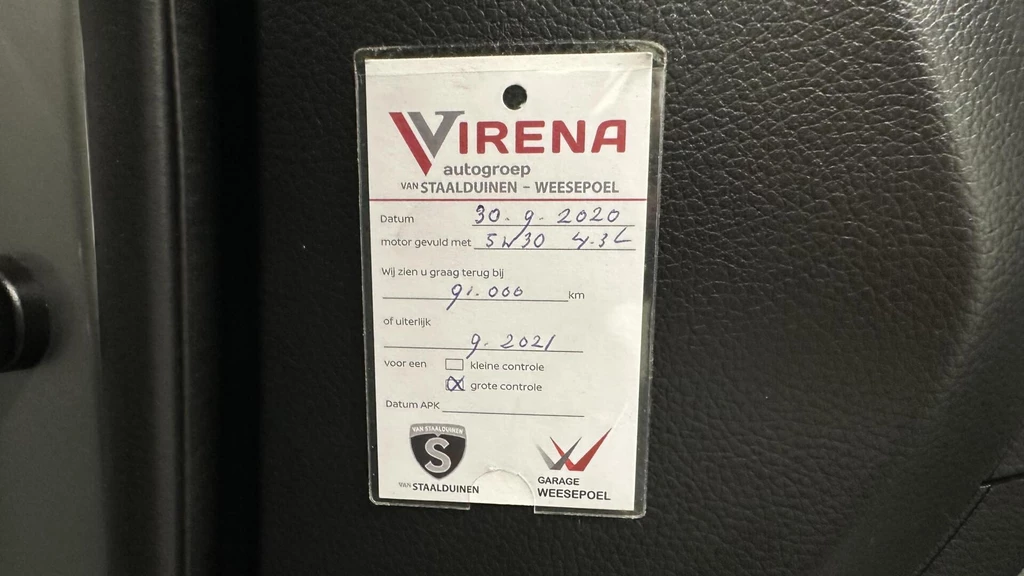 VIRENA
autogroep
VAN STAALDUINEN - WEESEPOEL
Datum 30-9-2020
motor gevuld met 5W30 4.3L
Wij zien u graag terug bij
91.000 km
of uiterlijk
9-2021
voor een kleine controle
X grote controle
Datum APK
VAN STAALDUINEN
S
VAN STAALDUINEN
GARAGE
WEESEPOEL